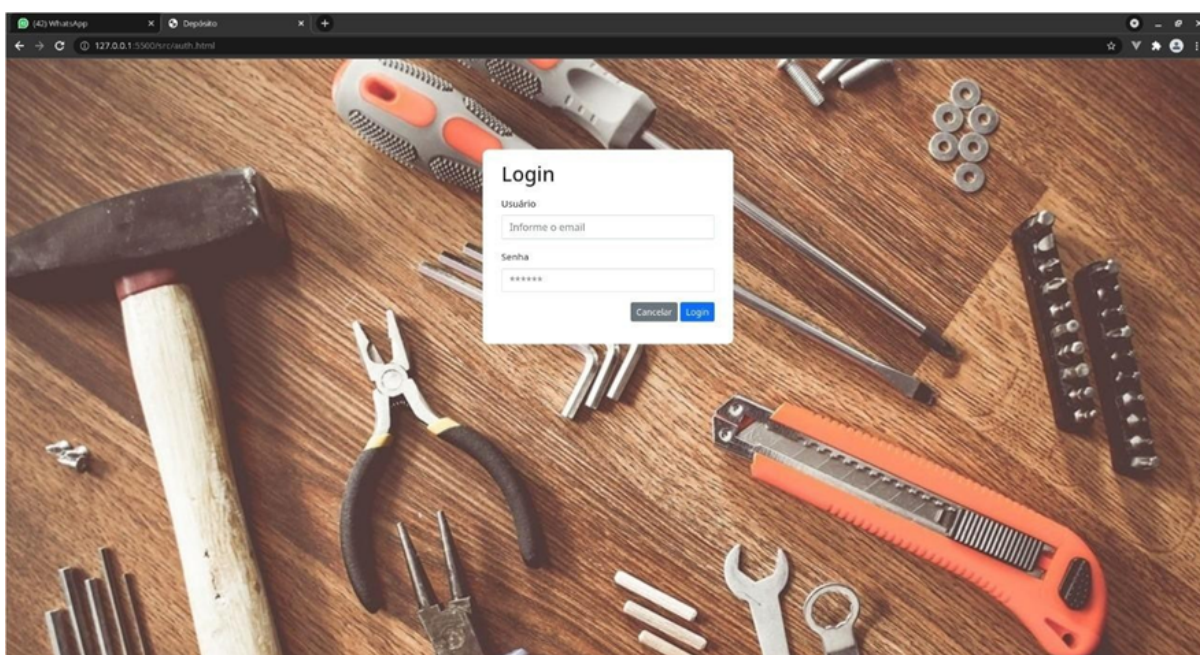 (42) WhatsApp
Depósito
127.0.0.1:5500/src/auth.html
Login
Usuário
Informe o email
Senha
******
Cancelar Login